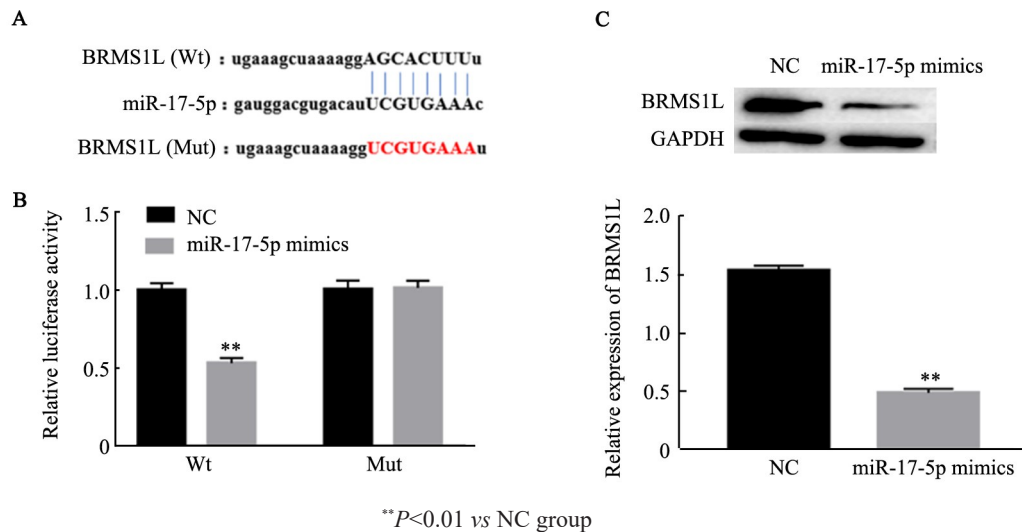 A
BRMS1L (Wt) : ugaaagcuaaaaggAGCACUUUu
miR-17-5p : gauggacgugacauUCGUGAAAc
BRMS1L (Mut) : ugaaagcuaaaaggUCGUGAAAu
B
Relative luciferase activity
1.5
1.0
0.5
0
NC
miR-17-5p mimics
**
Wt
Mut
C
NC miR-17-5p mimics
BRMS1L
GAPDH
Relative expression of BRMS1L
2.0
1.5
1.0
0.5
0
**
NC
miR-17-5p mimics
**P<0.01 vs NC group